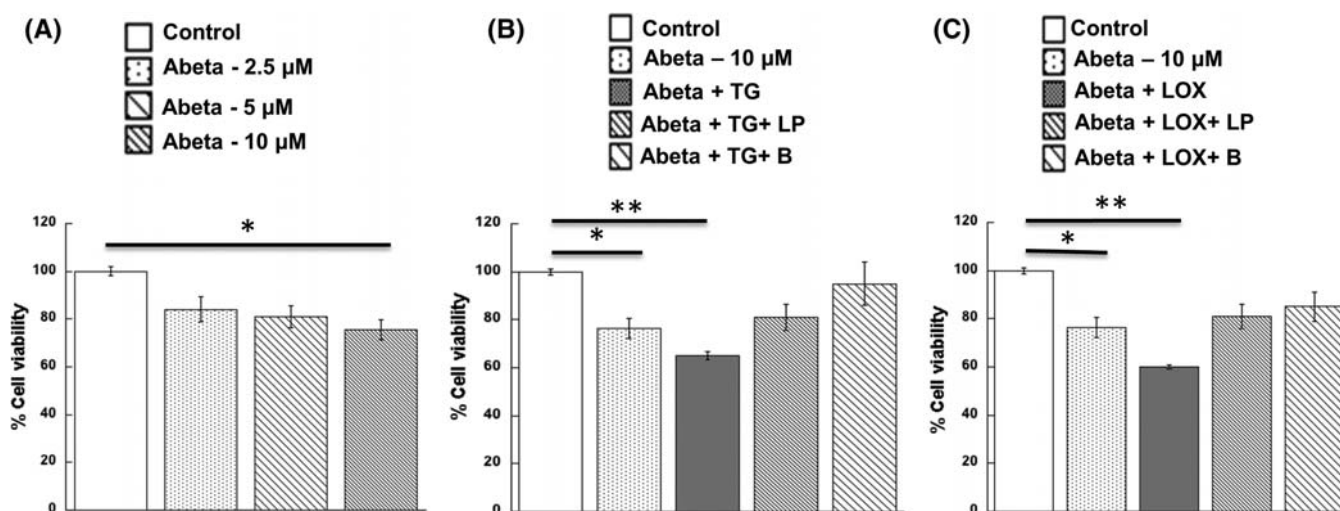 (A)
Control
Abeta - 2.5 µM
Abeta - 5 µM
Abeta - 10 µM
*
120
100
80
60
40
20
0
% Cell viability
(B)
Control
Abeta – 10 µM
Abeta + TG
Abeta + TG+ LP
Abeta + TG+ B
**
*
120
100
80
60
40
20
0
% Cell viability
(C)
Control
Abeta – 10 µM
Abeta + LOX
Abeta + LOX+ LP
Abeta + LOX+ B
**
*
120
100
80
60
40
20
0
% Cell viability